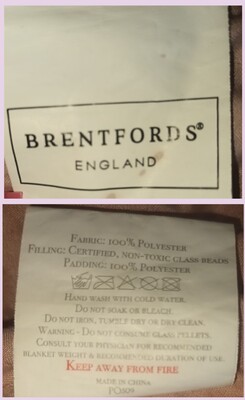 BRENTFORDS®
ENGLAND
Fabric: 100% Polyester
Filling: Certified, non-toxic glass beads
Padding: 100% Polyester
Hand wash with cold water.
Do not soak or bleach.
Do not iron, tumble dry or dry clean.
Warning - Do not consume glass pellets.
Consult your physician for recommended
blanket weight & recommended duration of use.
Keep away from fire
made in china